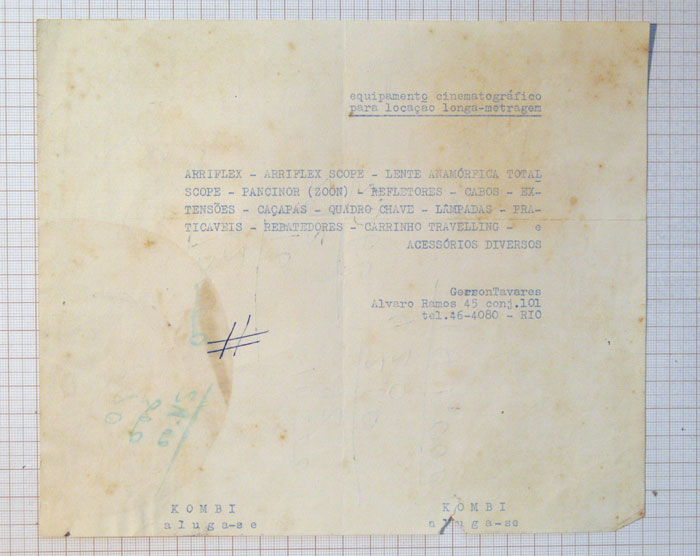 equipamento cinematográfico
para locaçao longa-metragem
ARRIFLEX - ARRIFLEX SCOPE - LENTE ANAMÓRFICA TOTAL
SCOPE - PANCINOR (ZOON) - REFLETORES - CABOS - EX-
TENSÕES - CAÇAPAS - QUADRO CHAVE - LÂMPADAS - PRA-
TICAVEIS - REBATEDORES - CARRINHO TRAVELLING - e
ACESSÓRIOS DIVERSOS
GersonTavares
Alvaro Ramos 45 conj.101
tel.46-4080 - RIO
#
KOMBI KOMBI
aluga-se aluga-se